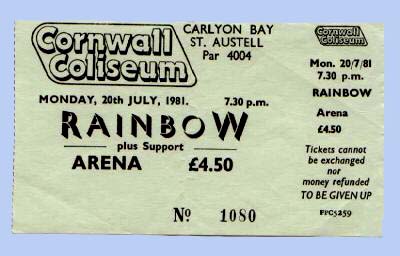 Cornwall
Coliseum
CARLYON BAY
ST. AUSTELL
Par 4004
MONDAY, 20th JULY, 1981. 7.30 p.m.
RAINBOW
plus Support
ARENA £4.50
No 1080
Cornwall
Coliseum
Mon. 20/7/81
7.30 p.m.
RAINBOW
Arena
£4.50
Tickets cannot
be exchanged
nor
money refunded
TO BE GIVEN UP
FPC5259